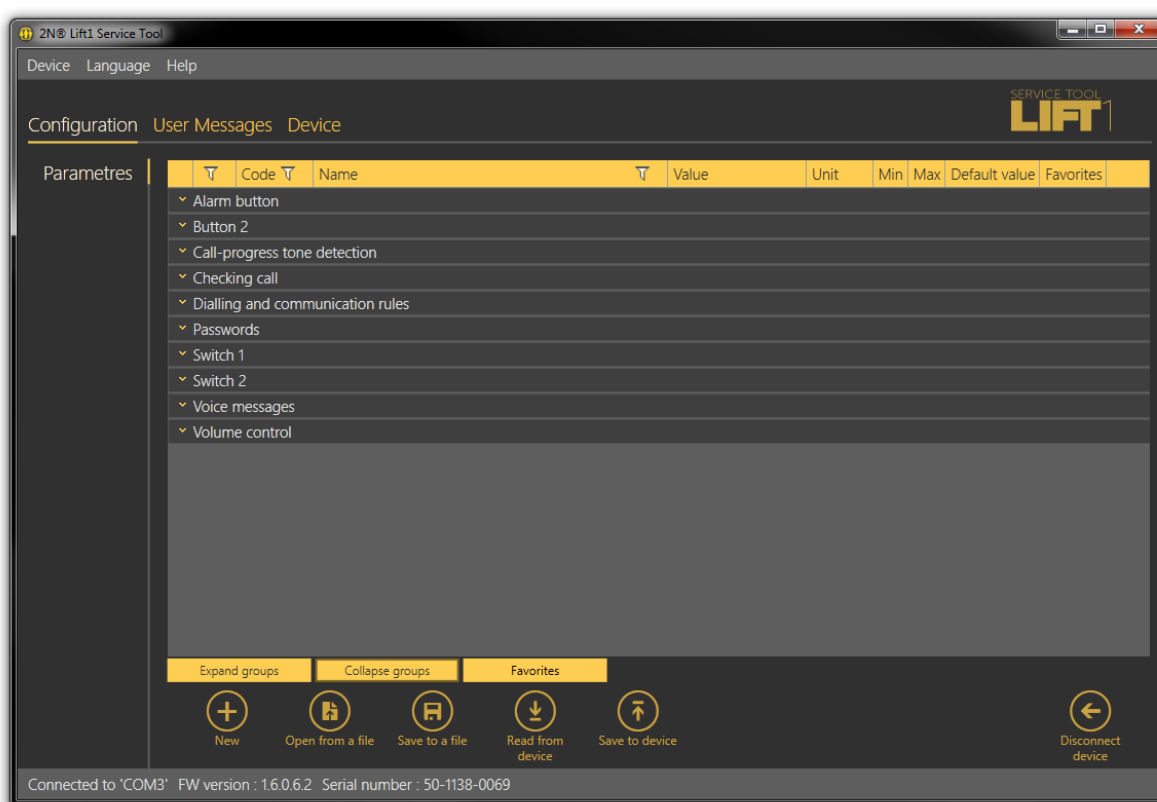 2N® Lift1 Service Tool
Device Language Help
SERVICE TOOL
LIFT1
Configuration User Messages Device
Parametres
Code Name Value Unit Min Max Default value Favorites
Alarm button
Button 2
Call-progress tone detection
Checking call
Dialling and communication rules
Passwords
Switch 1
Switch 2
Voice messages
Volume control
Expand groups Collapse groups Favorites
New Open from a file Save to a file Read from Save to device Disconnect
device device
Connected to 'COM3' FW version : 1.6.0.6.2 Serial number : 50-1138-0069